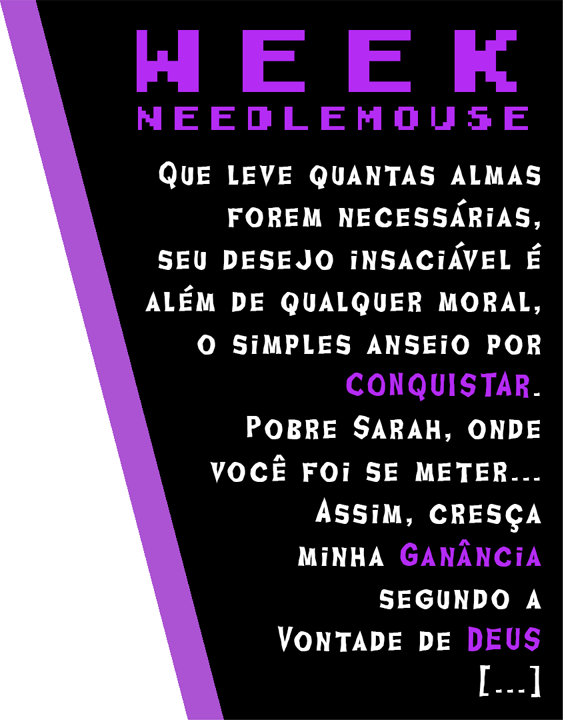 WEEK
NEEDLEMOUSE
QUE LEVE QUANTAS ALMAS
FOREM NECESSÁRIAS,
SEU DESEJO INSACIÁVEL É
ALÉM DE QUALQUER MORAL,
O SIMPLES ANSEIO POR
CONQUISTAR.
POBRE SARAH, ONDE
VOCÊ FOI SE METER...
ASSIM, CRESÇA
MINHA GANÂNCIA
SEGUNDO A
VONTADE DE DEUS
[...]